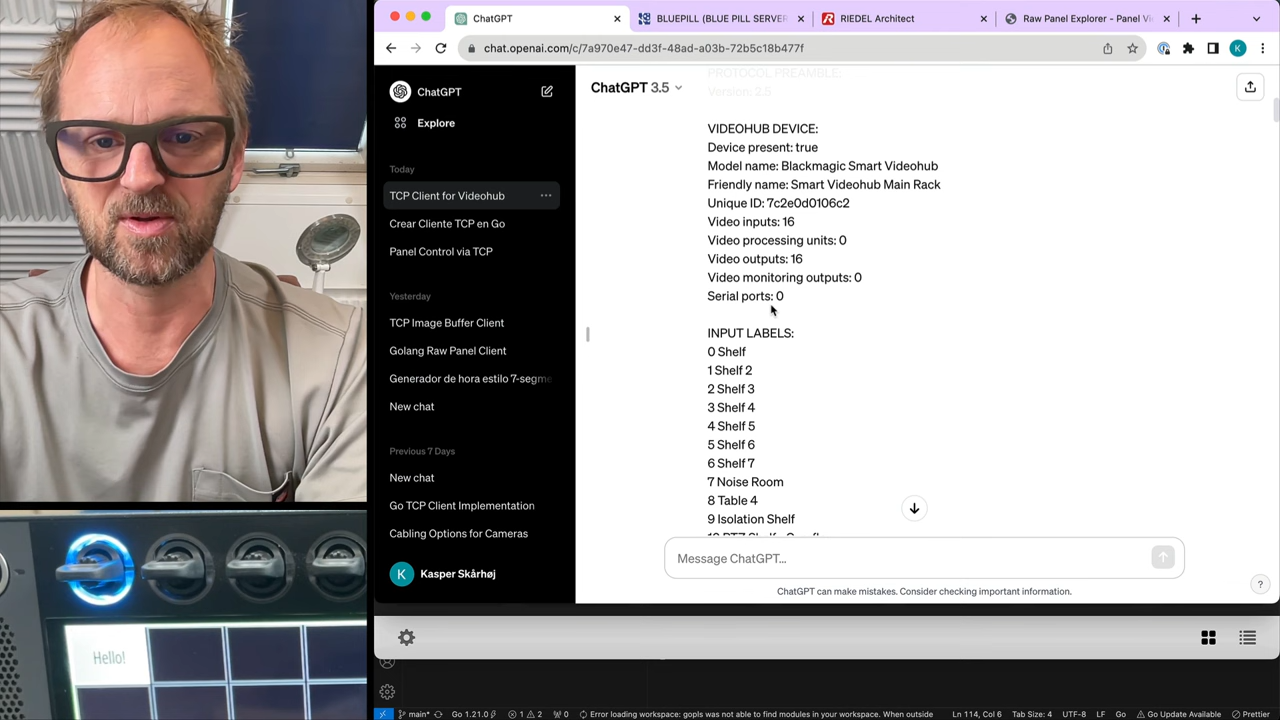 ChatGPT
BLUEPILL (BLUE PILL SERVER
RIEDEL Architect
Raw Panel Explorer - Panel Vi
chat.openai.com/c/7a970e47-dd3f-48ad-a03b-72b5c18b477f
K
ChatGPT
Explore
Today
TCP Client for Videohub
Crear Cliente TCP en Go
Panel Control via TCP
Yesterday
TCP Image Buffer Client
Golang Raw Panel Client
Generador de hora estilo 7-segme
New chat
Previous 7 Days
New chat
Go TCP Client Implementation
Cabling Options for Cameras
K Kasper Skårhøj
ChatGPT 3.5
PROTOCOL PREAMBLE:
Version: 2.5
VIDEOHUB DEVICE:
Device present: true
Model name: Blackmagic Smart Videohub
Friendly name: Smart Videohub Main Rack
Unique ID: 7c2e0d0106c2
Video inputs: 16
Video processing units: 0
Video outputs: 16
Video monitoring outputs: 0
Serial ports: 0
INPUT LABELS:
0 Shelf
1 Shelf 2
2 Shelf 3
3 Shelf 4
4 Shelf 5
5 Shelf 6
6 Shelf 7
7 Noise Room
8 Table 4
9 Isolation Shelf
Message ChatGPT...
ChatGPT can make mistakes. Consider checking important information.
?
Hello!
main* Go 1.21.0 1 2 0 Error loading workspace: gopls was not able to find modules in your workspace. When outside Ln 114, Col 6 Tab Size: 4 UTF-8 LF Go Go Update Available Prettier